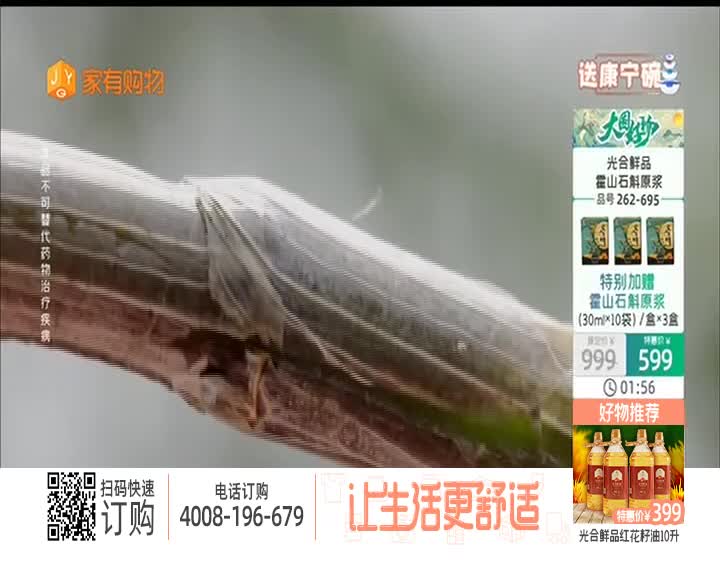 JYG 家有购物
送康宁碗
大国好物
光合鲜品
霍山石斛原浆
品号 262-695
特别加赠
霍山石斛原浆
(30ml×10袋) /盒×3盒
特惠价¥
999
599
01:56
好物推荐
特惠价¥399
光合鲜品红花籽油10升
本品不可替代药物治疗疾病
扫码快速
订购
电话订购
4008-196-679
让生活更舒适